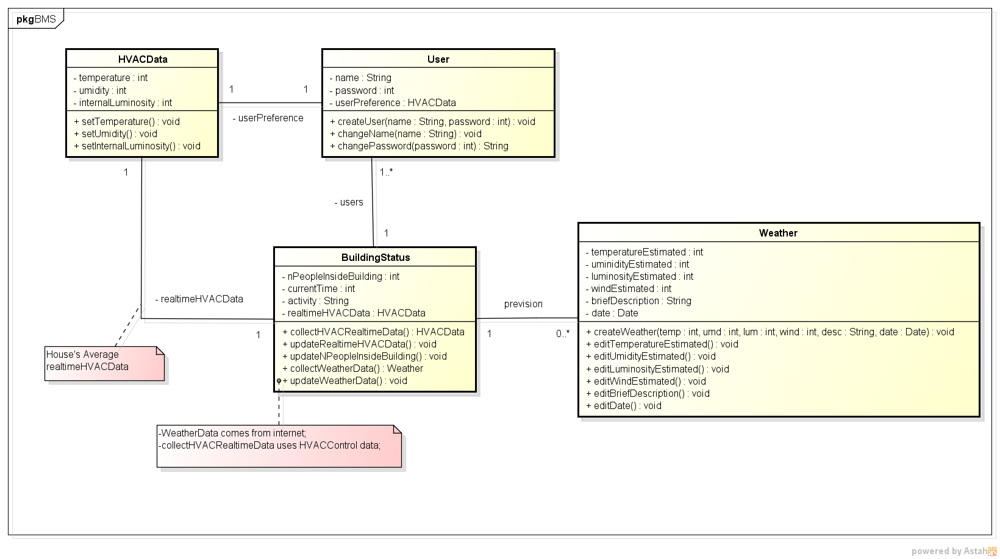 pkg BMS
HVACData
- temperature : int
- umidity : int
- internalLuminosity : int
+ setTemperature() : void
+ setUmidity() : void
+ setInternalLuminosity() : void
1
1
- userPreference
User
- name : String
- password : int
- userPreference : HVACData
+ createUser(name : String, password : int) : void
+ changeName(name : String) : void
+ changePassword(password : int) : String
1
1..*
- users
1
- realtimeHVACData
1
House's Average
realtimeHVACData
BuildingStatus
- nPeopleInsideBuilding : int
- currentTime : int
- activity : String
- realtimeHVACData : HVACData
+ collectHVACRealtimeData() : HVACData
+ updateRealtimeHVACData() : void
+ updateNPeopleInsideBuilding() : void
+ collectWeatherData() : Weather
+ updateWeatherData() : void
prevision
1
0..*
Weather
- temperatureEstimated : int
- uminidityEstimated : int
- luminosityEstimated : int
- windEstimated : int
- briefDescription : String
- date : Date
+ createWeather(temp : int, umd : int, lum : int, wind : int, desc : String, date : Date) : void
+ editTemperatureEstimated() : void
+ editUmidityEstimated() : void
+ editLuminosityEstimated() : void
+ editWindEstimated() : void
+ editBriefDescription() : void
+ editDate() : void
-WeatherData comes from internet;
-collectHVACRealtimeData uses HVACControl data;
powered by Astah